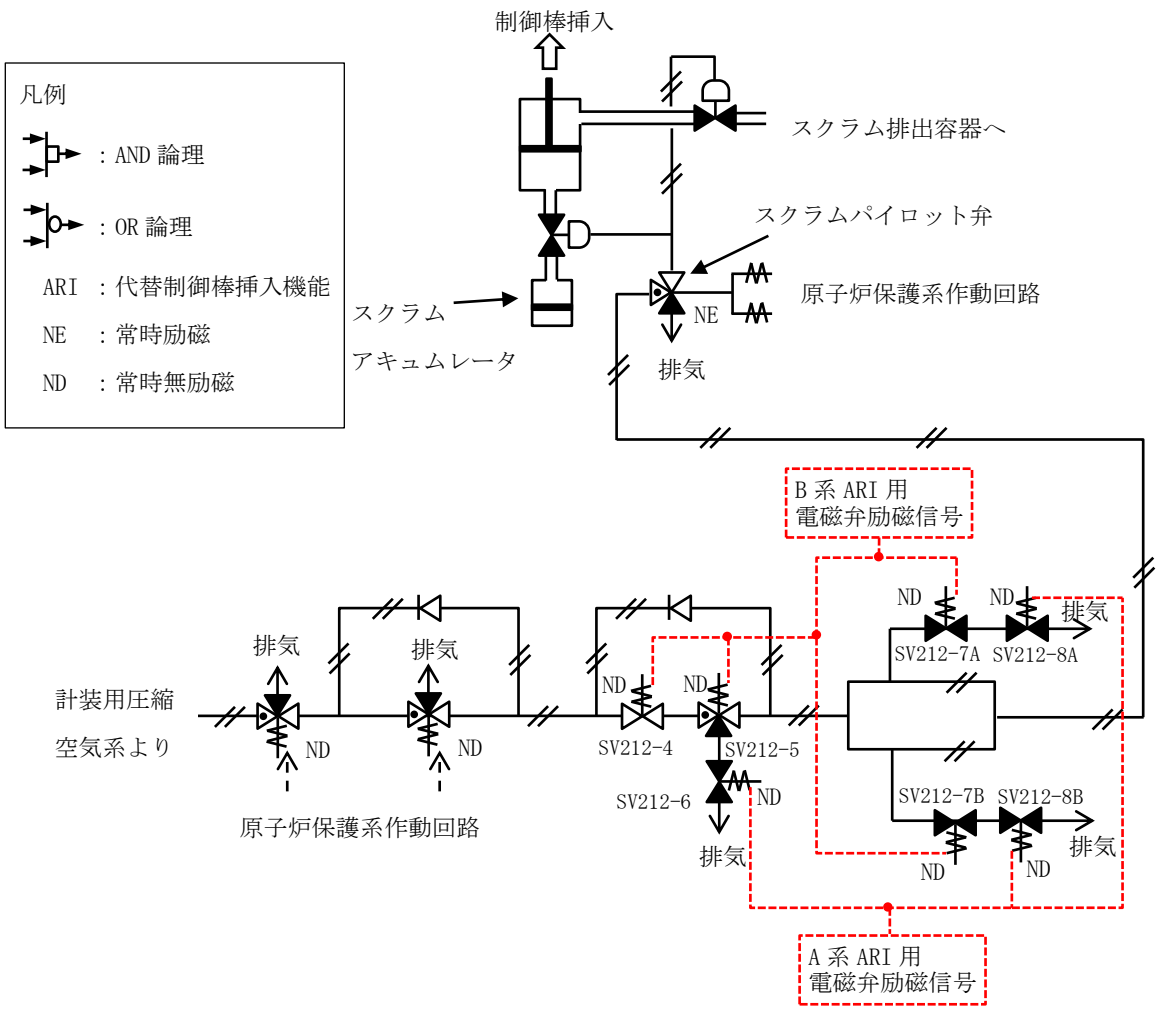 制御棒挿入
凡例
：AND 論理
：OR 論理
ARI ：代替制御棒挿入機能
NE ：常時励磁
ND ：常時無励磁
スクラム排出容器へ
スクラムパイロット弁
原子炉保護系作動回路
NE
排気
スクラム
アキュムレータ
B 系 ARI 用
電磁弁励磁信号
ND
ND
排気
SV212-7A
SV212-8A
排気
排気
ND
ND
計装用圧縮
空気系より
ND
ND
SV212-4
SV212-5
SV212-6
ND
排気
原子炉保護系作動回路
SV212-7B
SV212-8B
排気
ND
ND
A 系 ARI 用
電磁弁励磁信号